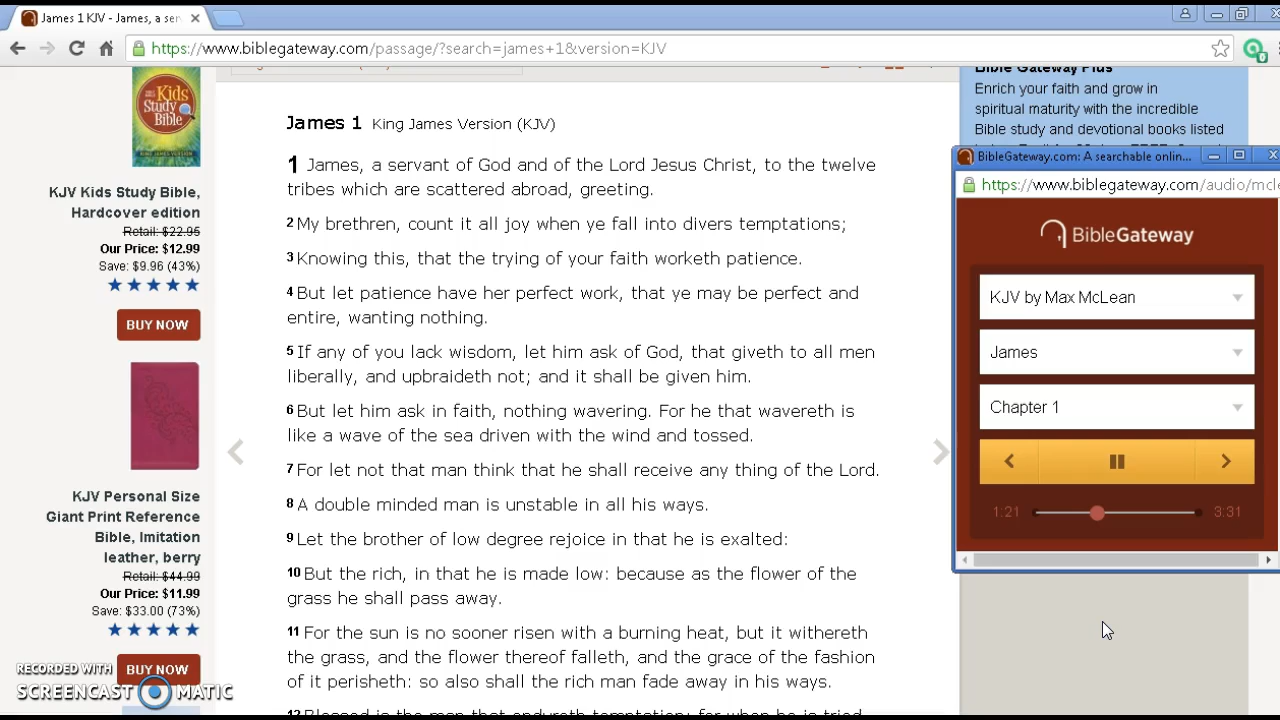 James 1 KJV - James, a ser
https://www.biblegateway.com/passage/?search=james+1&version=KJV
Kids
Study
Bible
KJV Kids Study Bible,
Hardcover edition
Retail: $22.95
Our Price: $12.99
Save: $9.96 (43%)
BUY NOW
KJV Personal Size
Giant Print Reference
Bible, Imitation
leather, berry
Retail: $44.99
Our Price: $11.99
Save: $33.00 (73%)
BUY NOW
RECORDED WITH
SCREENCAST MATIC
James 1 King James Version (KJV)
1 James, a servant of God and of the Lord Jesus Christ, to the twelve
tribes which are scattered abroad, greeting.
2 My brethren, count it all joy when ye fall into divers temptations;
3 Knowing this, that the trying of your faith worketh patience.
4 But let patience have her perfect work, that ye may be perfect and
entire, wanting nothing.
5 If any of you lack wisdom, let him ask of God, that giveth to all men
liberally, and upbraideth not; and it shall be given him.
6 But let him ask in faith, nothing wavering. For he that wavereth is
like a wave of the sea driven with the wind and tossed.
7 For let not that man think that he shall receive any thing of the Lord.
8 A double minded man is unstable in all his ways.
9 Let the brother of low degree rejoice in that he is exalted:
10 But the rich, in that he is made low: because as the flower of the
grass he shall pass away.
11 For the sun is no sooner risen with a burning heat, but it withereth
the grass, and the flower thereof falleth, and the grace of the fashion
of it perisheth: so also shall the rich man fade away in his ways.
12 Blessed is the man that endureth temptation: for when he is tried,
Bible Gateway Plus
Enrich your faith and grow in
spiritual maturity with the incredible
Bible study and devotional books listed
BibleGateway.com: A searchable onlin...
https://www.biblegateway.com/audio/mcle
BibleGateway
KJV by Max McLean
James
Chapter 1
1:21 3:31